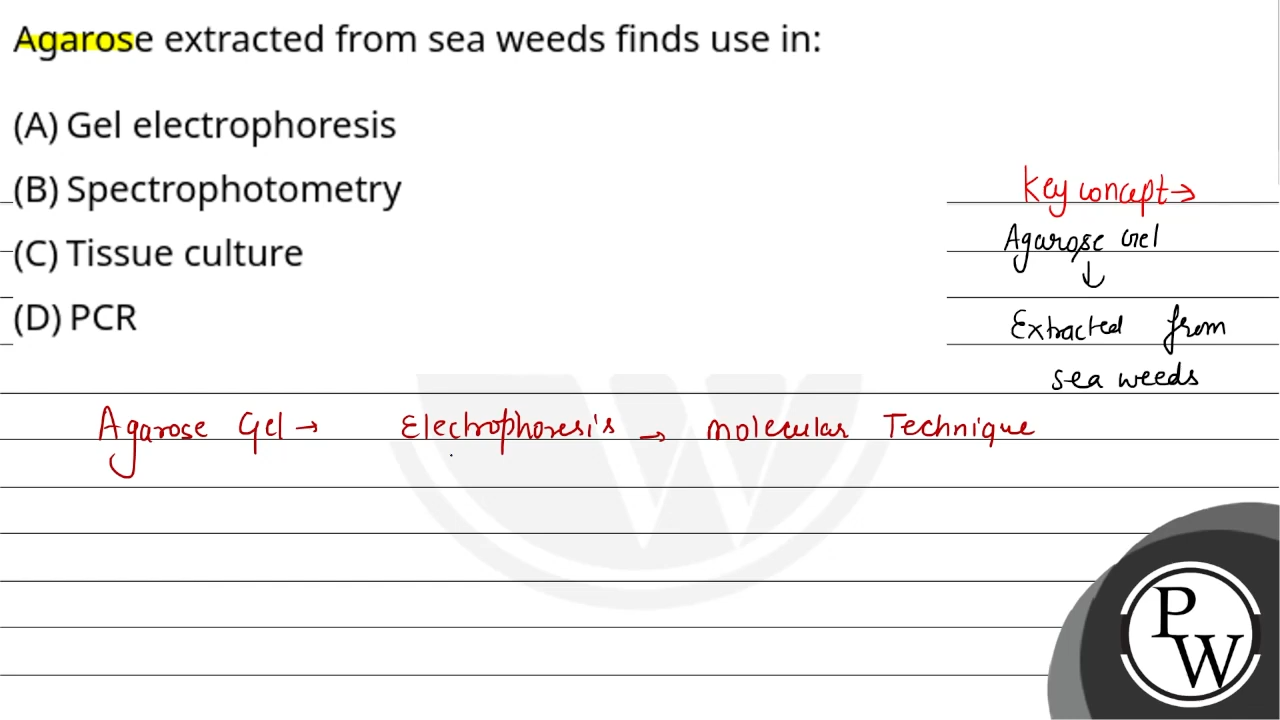 Agarose extracted from sea weeds finds use in:
(A) Gel electrophoresis
(B) Spectrophotometry
(C) Tissue culture
(D) PCR
Key concept →
Agarose Gel
↓
Extracted from
sea weeds
Agarose Gel → Electrophoresis → molecular Technique
PW